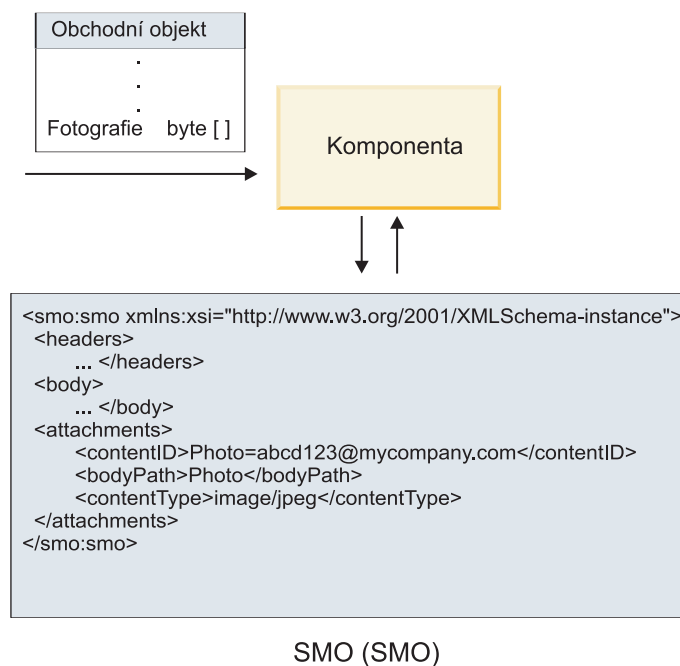 Obchodní objekt
.
.
.
Fotografie byte [ ]
Komponenta
<smo:smo xmlns:xsi="http://www.w3.org/2001/XMLSchema-instance">
<headers>
... </headers>
<body>
... </body>
<attachments>
<contentID>Photo=abcd123@mycompany.com</contentID>
<bodyPath>Photo</bodyPath>
<contentType>image/jpeg</contentType>
</attachments>
</smo:smo>
SMO (SMO)